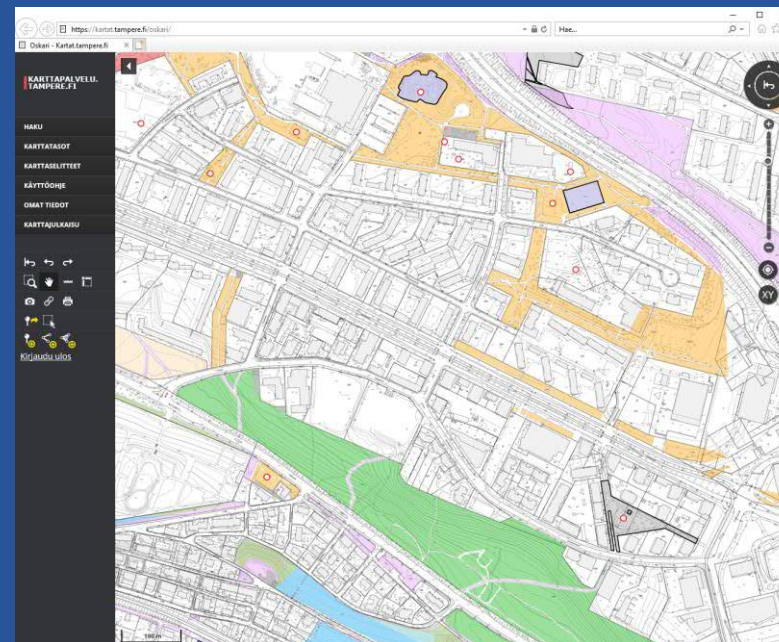 https://kartat.tampere.fi/oskari/
Hae...
Oskari - Kartat.tampere.fi
KARTTAPALVELU.
TAMPERE.FI
HAKU
KARTTATASOT
KARTTASELITTEET
KÄYTTÖOHJE
OMAT TIEDOT
KARTTAJULKAISU
XY
Kirjaudu ulos
100 m